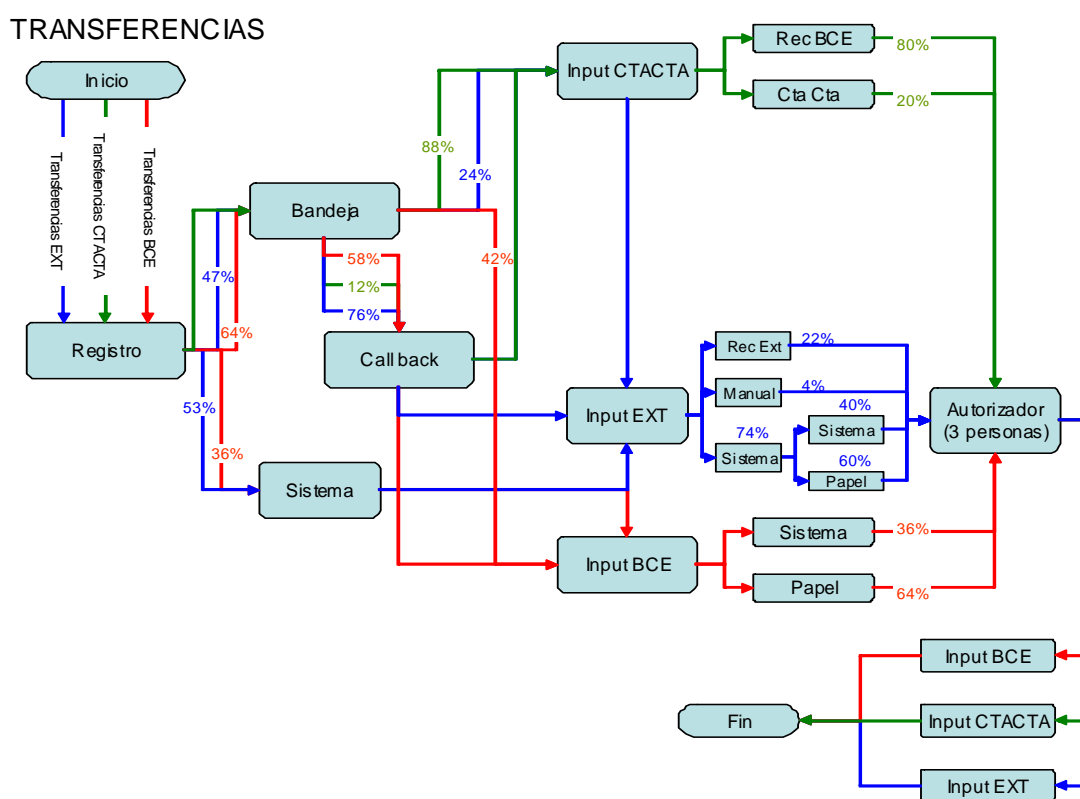 TRANSFERENCIAS
Inicio
Transferencias EXT
Transferencias CTACTA
Transferencias BCE
Registro
47%
64%
53%
36%
Bandeja
58%
12%
76%
Callback
Sistema
88%
24%
42%
Input CTACTA
Rec BCE
80%
Cta Cta
20%
Input EXT
Rec Ext
22%
Manual
4%
74%
Sistema
40%
Sistema
60%
Papel
Autorizador
(3 personas)
Input BCE
Sistema
36%
Papel
64%
Input BCE
Input CTACTA
Input EXT
Fin